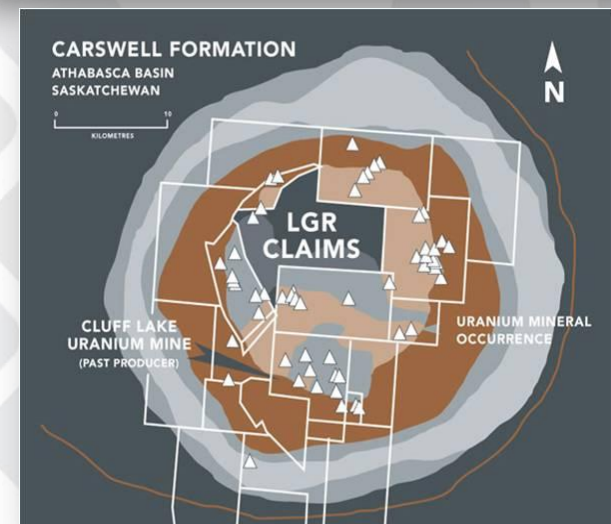 CARSWELL FORMATION
ATHABASCA BASIN
SASKATCHEWAN
0 10
KILOMETRES
N
LGR
CLAIMS
CLUFF LAKE
URANIUM MINE
(PAST PRODUCER)
URANIUM MINERAL
OCCURRENCE